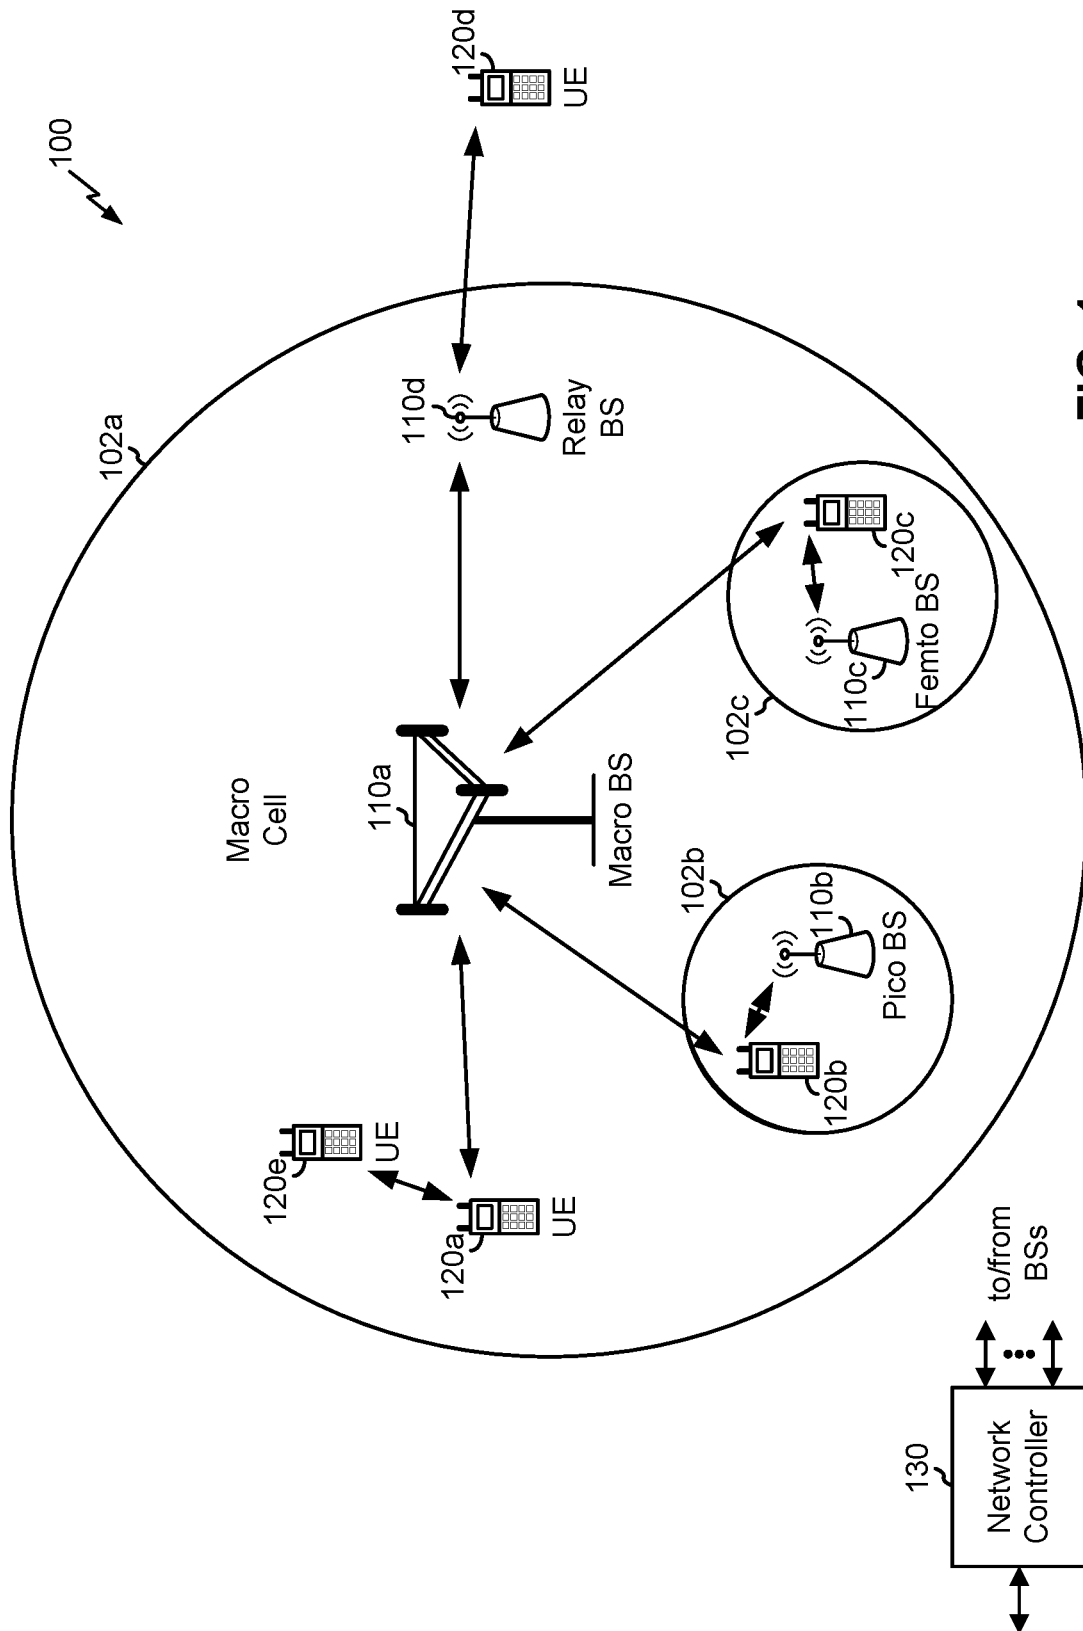 100
102a
Macro
Cell
110a
Macro BS
110d
Relay
BS
120d
UE
120e
UE
120a
UE
102b
110b
Pico BS
120b
102c
110c
Femto BS
120c
130
Network
Controller
to/from
BSs